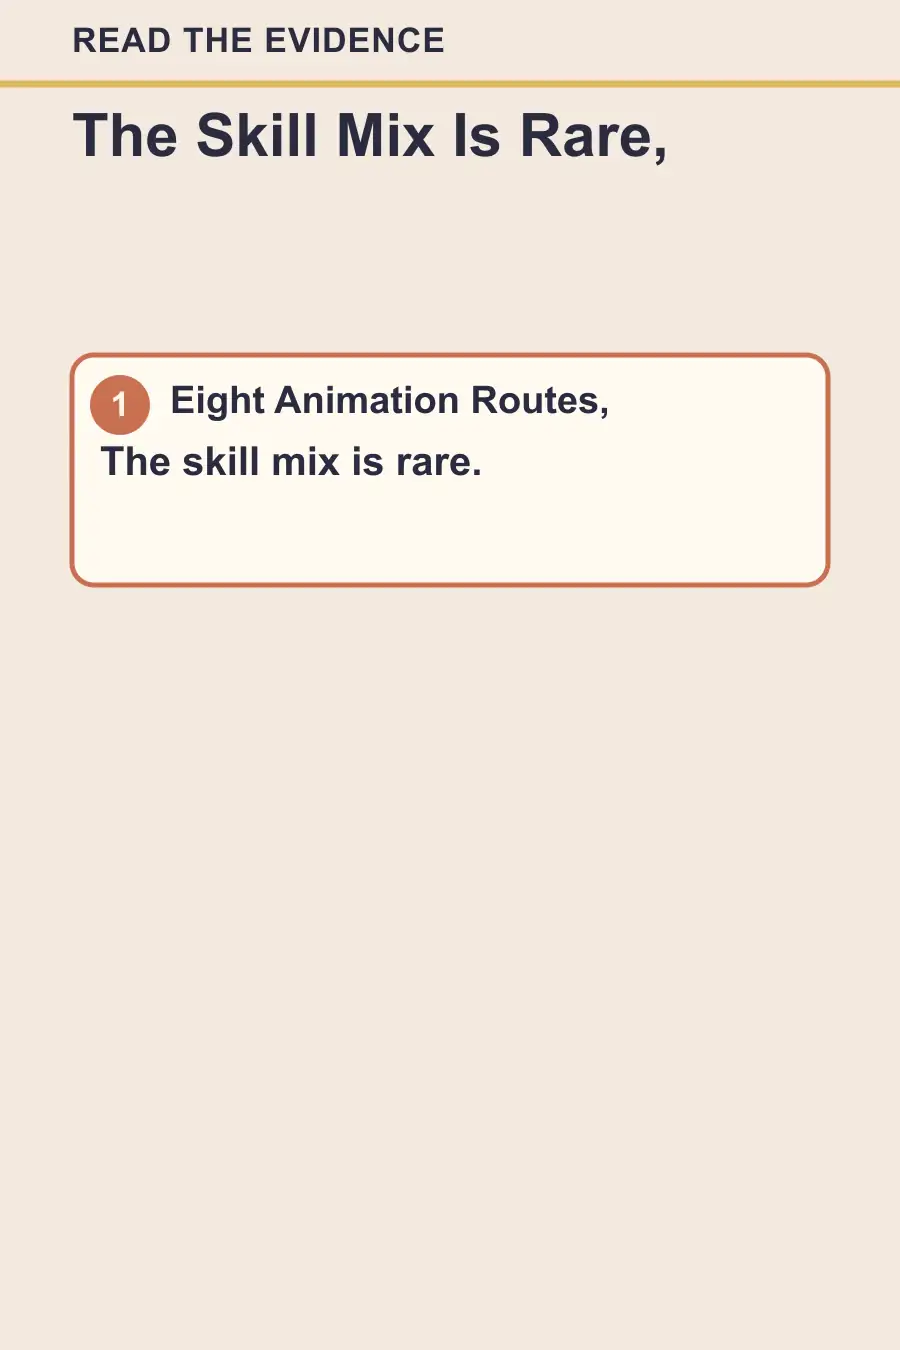 READ THE EVIDENCE
The Skill Mix Is Rare,
1 Eight Animation Routes,
The skill mix is rare.